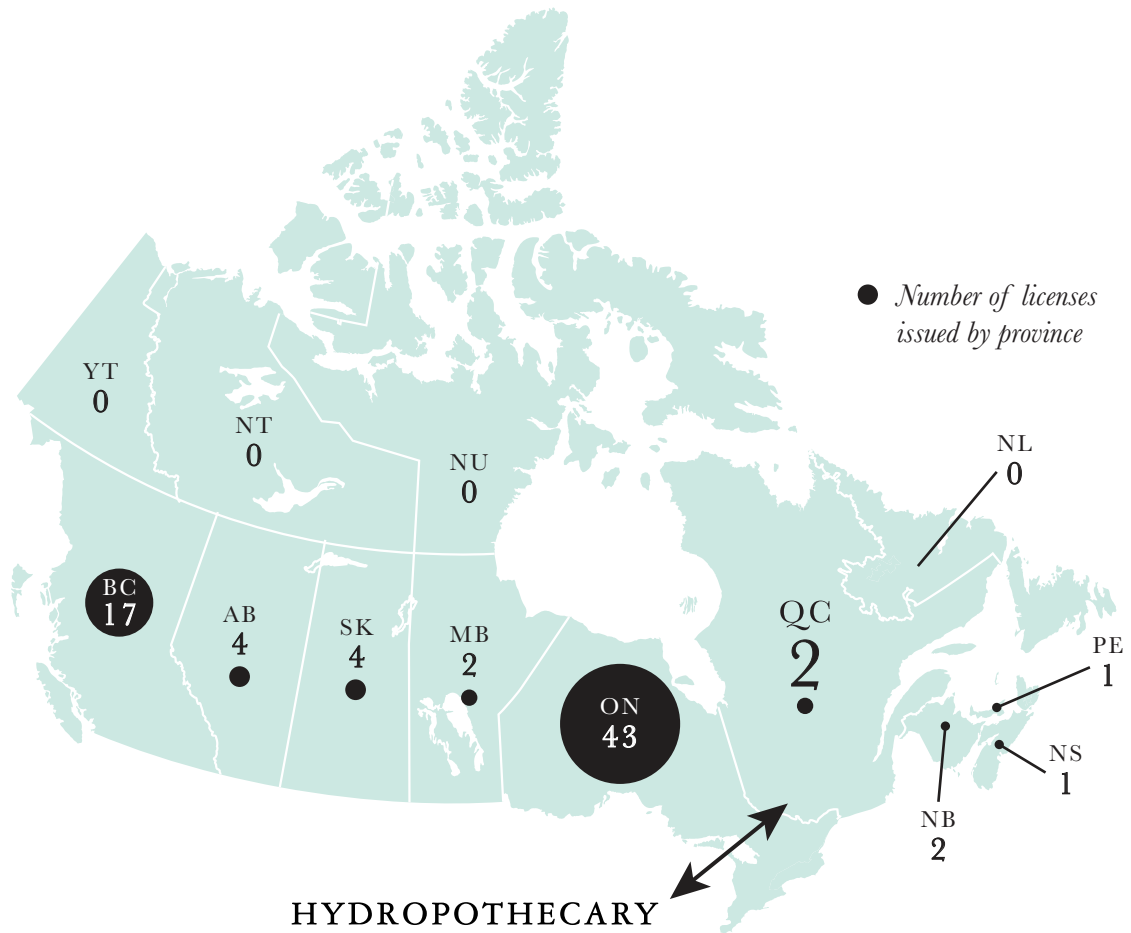 Number of licenses
issued by province
YT
0
NT
0
NU
0
NL
0
BC
17
AB
4
SK
4
MB
2
ON
43
QC
2
PE
1
NS
1
NB
2
HYDROPOTHECARY